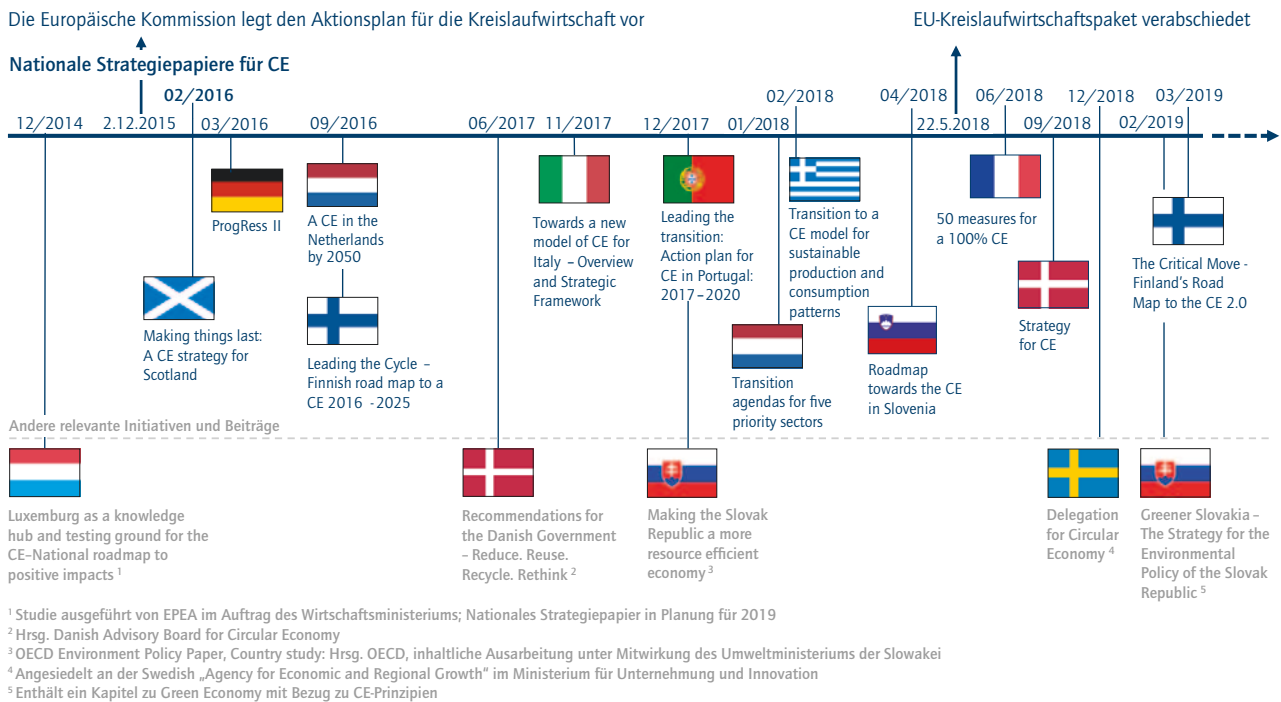 Die Europäische Kommission legt den Aktionsplan für die Kreislaufwirtschaft vor
EU-Kreislaufwirtschaftspaket verabschiedet
Nationale Strategiepapiere für CE
12/2014
2.12.2015
02/2016
03/2016
09/2016
06/2017
11/2017
12/2017
01/2018
02/2018
04/2018
22.5.2018
06/2018
09/2018
12/2018
02/2019
03/2019
ProgRess II
Making things last:
A CE strategy for
Scotland
A CE in the
Netherlands
by 2050
Leading the Cycle –
Finnish road map to a
CE 2016 -2025
Towards a new
model of CE for
Italy – Overview
and Strategic
Framework
Leading the
transition:
Action plan for
CE in Portugal:
2017–2020
Transition
agendas for five
priority sectors
Transition to a
CE model for
sustainable
production and
consumption
patterns
Roadmap
towards the CE
in Slovenia
50 measures for
a 100% CE
Strategy
for CE
The Critical Move -
Finland's Road
Map to the CE 2.0
Andere relevante Initiativen und Beiträge
Luxemburg as a knowledge
hub and testing ground for the
CE–National roadmap to
positive impacts 1
Recommendations for
the Danish Government
– Reduce. Reuse.
Recycle. Rethink 2
Making the Slovak
Republic a more
resource efficient
economy 3
Delegation
for Circular
Economy 4
Greener Slovakia –
The Strategy for the
Environmental
Policy of the Slovak
Republic 5
1 Studie ausgeführt von EPEA im Auftrag des Wirtschaftsministeriums; Nationales Strategiepapier in Planung für 2019
2 Hrsg. Danish Advisory Board for Circular Economy
3 OECD Environment Policy Paper, Country study: Hrsg. OECD, inhaltliche Ausarbeitung unter Mitwirkung des Umweltministeriums der Slowakei
4 Angesiedelt an der Swedish „Agency for Economic and Regional Growth“ im Ministerium für Unternehmung und Innovation
5 Enthält ein Kapitel zu Green Economy mit Bezug zu CE-Prinzipien